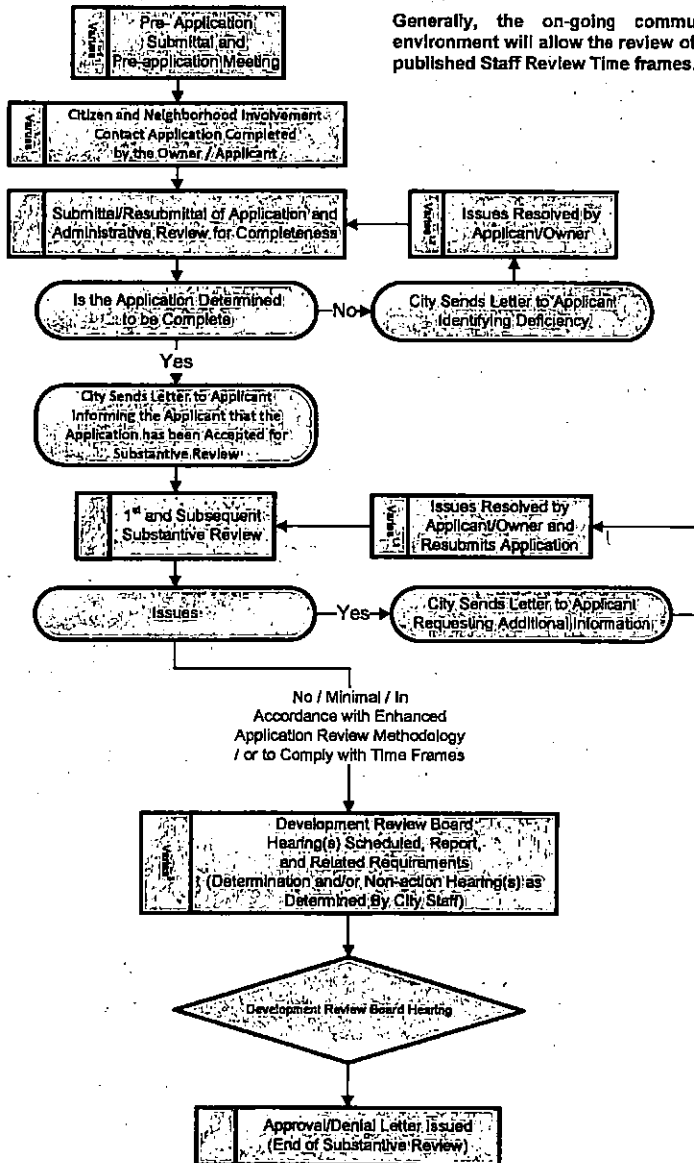 Pre- Application
Submittal and
Pre-application Meeting
Varies
Generally, the on-going commu
environment will allow the review of
published Staff Review Time frames.
Citizen and Neighborhood Involvement
Contact Application Completed
by the Owner / Applicant
Varies
Submittal/Resubmittal of Application and
Administrative Review for Completeness
Issues Resolved by
Applicant/Owner
Varies
Is the Application Determined
to be Complete
No
City Sends Letter to Applicant
Identifying Deficiency
Yes
City Sends Letter to Applicant
Informing the Applicant that the
Application has been Accepted for
Substantive Review
1st and Subsequent
Substantive Review
Issues Resolved by
Applicant/Owner and
Resubmits Application
Varies
Issues
Yes
City Sends Letter to Applicant
Requesting Additional Information
No / Minimal / In
Accordance with Enhanced
Application Review Methodology
/ or to Comply with Time Frames
Development Review Board
Hearing(s) Scheduled, Report,
and Related Requirements
(Determination and/or Non-action Hearing(s) as
Determined By City Staff)
Varies
Development Review Board Hearing
Approval/Denial Letter Issued
(End of Substantive Review)